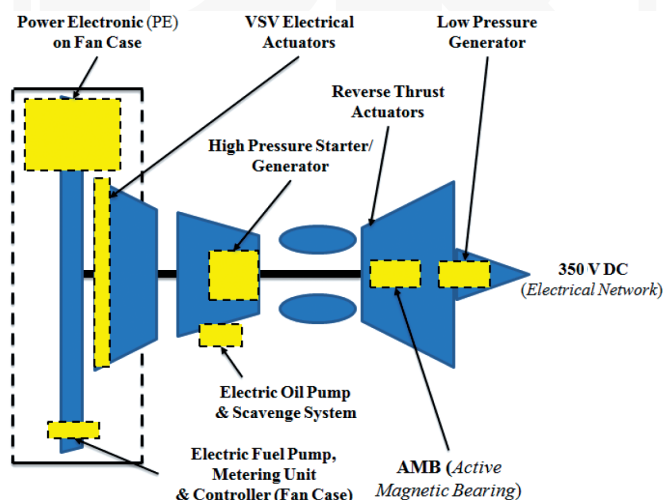 Power Electronic (PE)
on Fan Case
VSV Electrical
Actuators
Low Pressure
Generator
Reverse Thrust
Actuators
High Pressure Starter/
Generator
350 V DC
(Electrical Network)
Electric Oil Pump
& Scavenge System
Electric Fuel Pump,
Metering Unit
& Controller (Fan Case)
AMB (Active
Magnetic Bearing)